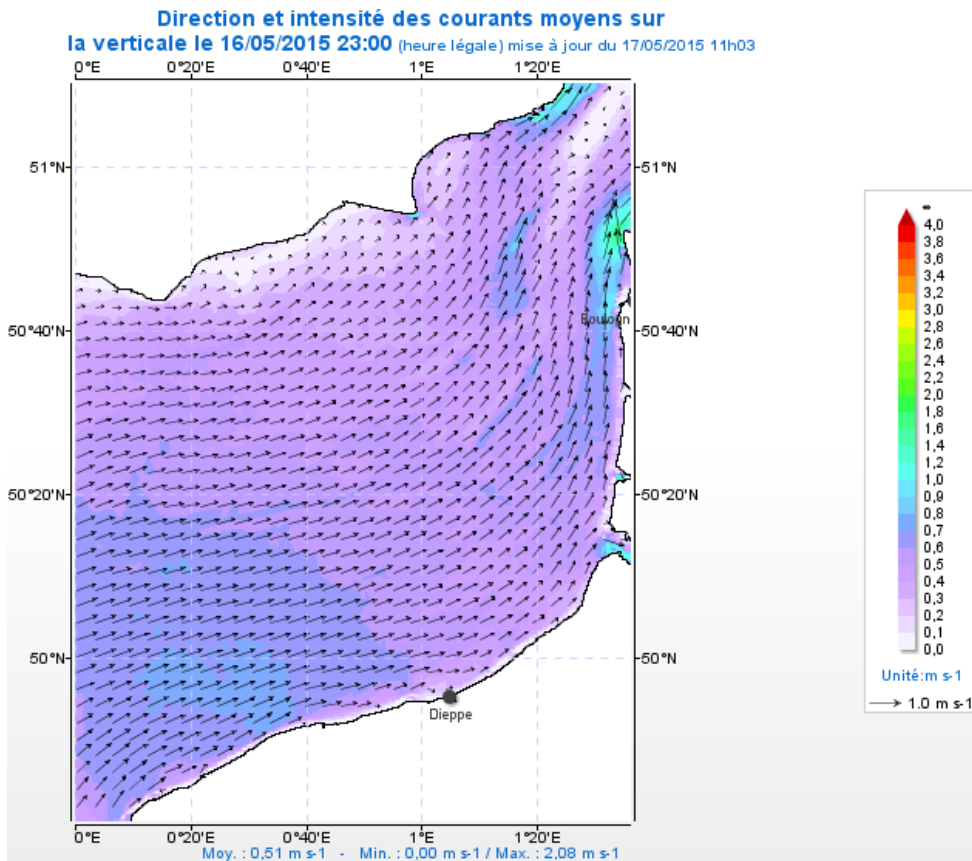 Direction et intensité des courants moyens sur
la verticale le 16/05/2015 23:00 (heure légale) mise à jour du 17/05/2015 11h03
0°E 0°20'E 0°40'E 1°E 1°20'E
51°N 51°N
50°40'N Boulogn 50°40'N
50°20'N 50°20'N
50°N 50°N
Dieppe
0°E 0°20'E 0°40'E 1°E 1°20'E
Moy. : 0,51 m s-1 - Min. : 0,00 m s-1 / Max. : 2,08 m s-1
∞
4,0
3,8
3,6
3,4
3,2
3,0
2,8
2,6
2,4
2,2
2,0
1,8
1,6
1,4
1,2
1,0
0,9
0,8
0,7
0,6
0,5
0,4
0,3
0,2
0,1
0,0
Unité:m s-1
1.0 m s-1